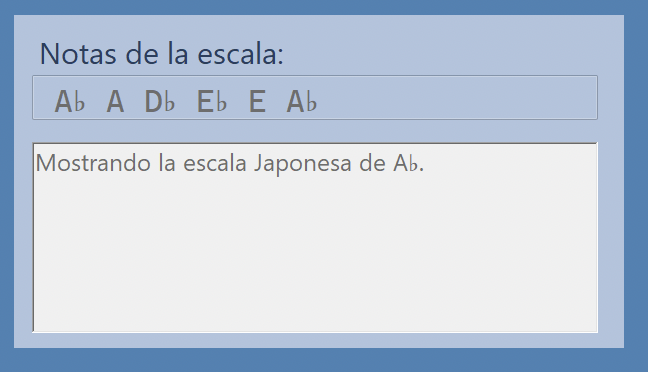 Notas de la escala:
A♭ A D♭ E♭ E A♭
Mostrando la escala Japonesa de A♭.